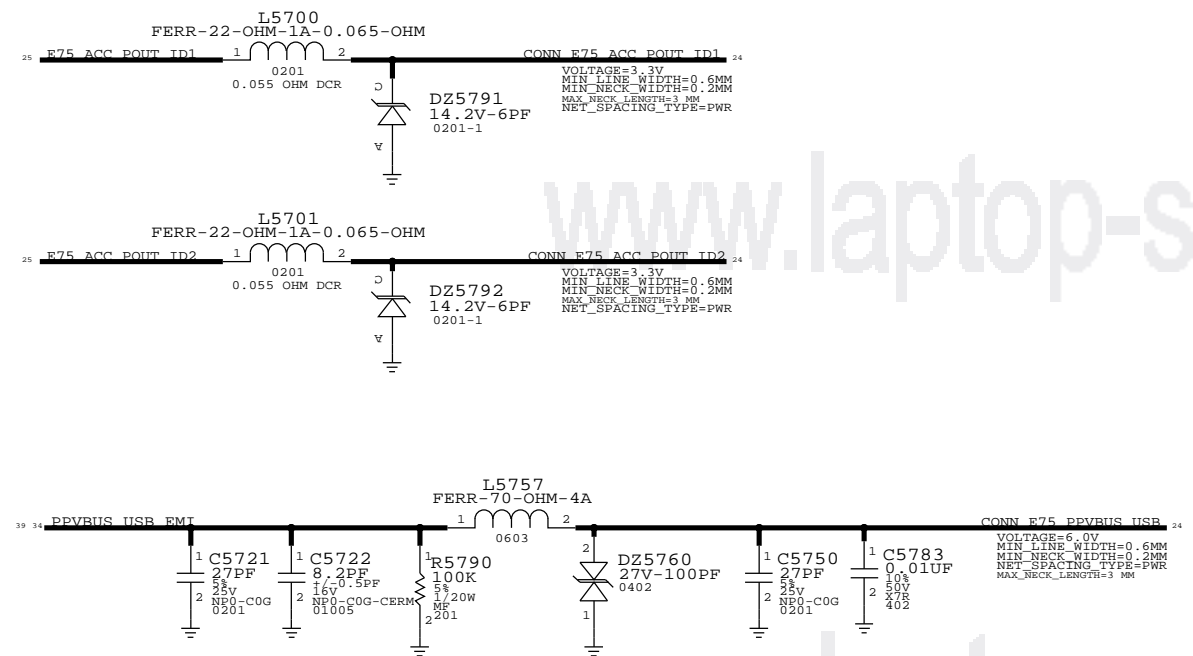 L5700
FERR-22-OHM-1A-0.065-OHM
25 E75_ACC_POUT_ID1 1 2 CONN_E75_ACC_POUT_ID1 24
0201
0.055 OHM DCR
VOLTAGE=3.3V
MIN_LINE_WIDTH=0.6MM
MIN_NECK_WIDTH=0.2MM
MAX_NECK_LENGTH=3 MM
NET_SPACING_TYPE=PWR
C
DZ5791
14.2V-6PF
0201-1
A
www.laptop-s
L5701
FERR-22-OHM-1A-0.065-OHM
25 E75_ACC_POUT_ID2 1 2 CONN_E75_ACC_POUT_ID2 24
0201
0.055 OHM DCR
VOLTAGE=3.3V
MIN_LINE_WIDTH=0.6MM
MIN_NECK_WIDTH=0.2MM
MAX_NECK_LENGTH=3 MM
NET_SPACING_TYPE=PWR
C
DZ5792
14.2V-6PF
0201-1
A
L5757
FERR-70-OHM-4A
39 34 PPVBUS_USB_EMI 1 2 CONN_E75_PPVBUS_USB 24
0603
VOLTAGE=6.0V
MIN_LINE_WIDTH=0.6MM
MIN_NECK_WIDTH=0.2MM
NET_SPACING_TYPE=PWR
MAX_NECK_LENGTH=3 MM
1
C5721
27PF
5%
25V
2
NP0-C0G
0201
1
C5722
8.2PF
+/-0.5PF
16V
2
NP0-C0G-CERM
01005
1
R5790
100K
5%
1/20W
MF
2
201
2
DZ5760
27V-100PF
0402
1
1
C5750
27PF
5%
25V
2
NP0-C0G
0201
1
C5783
0.01UF
10%
50V
2
X7R
402